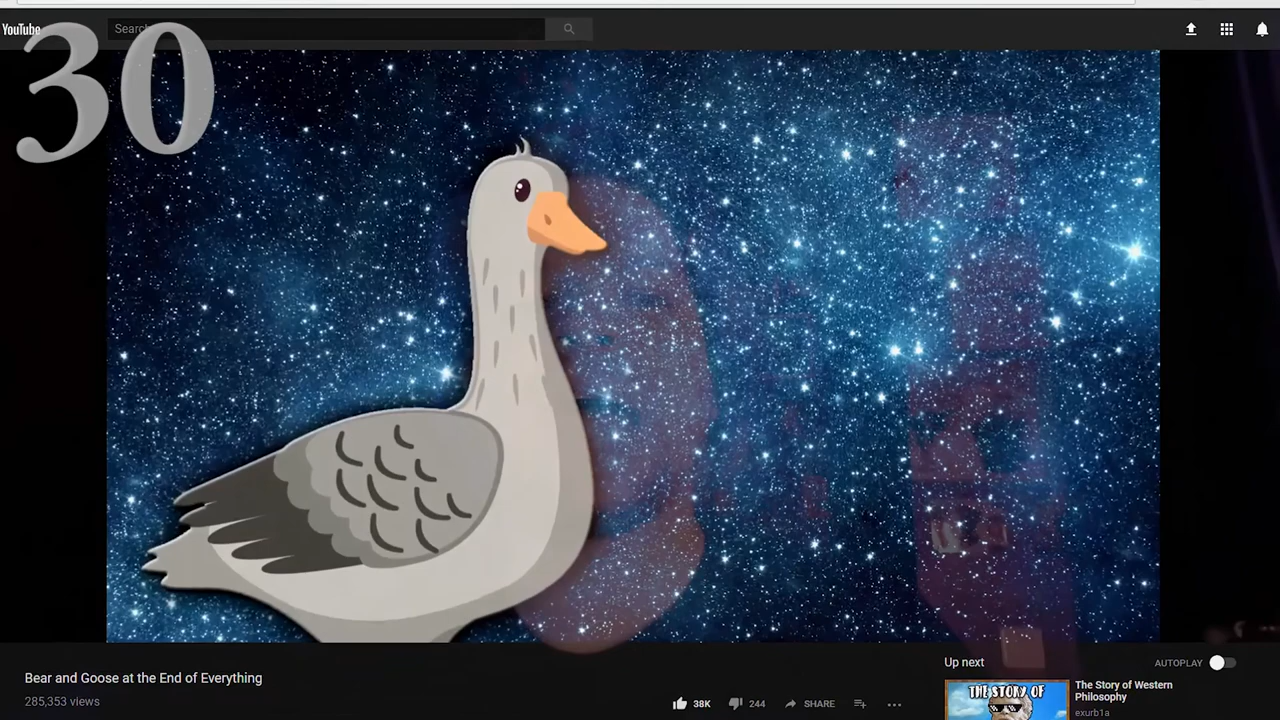 YouTube
Search
30
Bear and Goose at the End of Everything
285,353 views
38K
244
SHARE
Up next
AUTOPLAY
THE STORY OF
The Story of Western
Philosophy
exurb1a